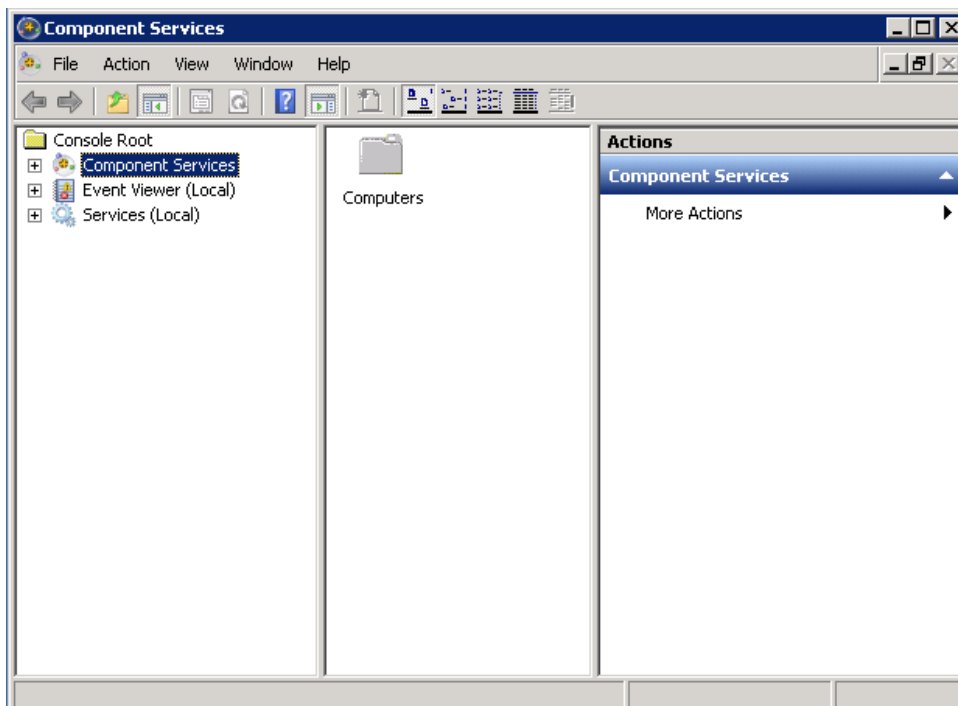 Component Services
File Action View Window Help
Console Root
Component Services
Event Viewer (Local)
Services (Local)
Computers
Actions
Component Services
More Actions